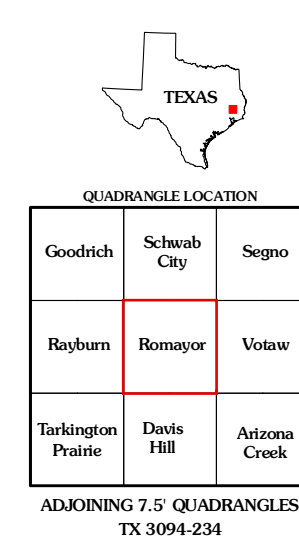 TEXAS
QUADRANGLE LOCATION
Goodrich
Schwab
City
Segno
Rayburn
Romayor
Votaw
Tarkington
Prairie
Davis
Hill
Arizona
Creek
ADJOINING 7.5' QUADRANGLES
TX 3094-234